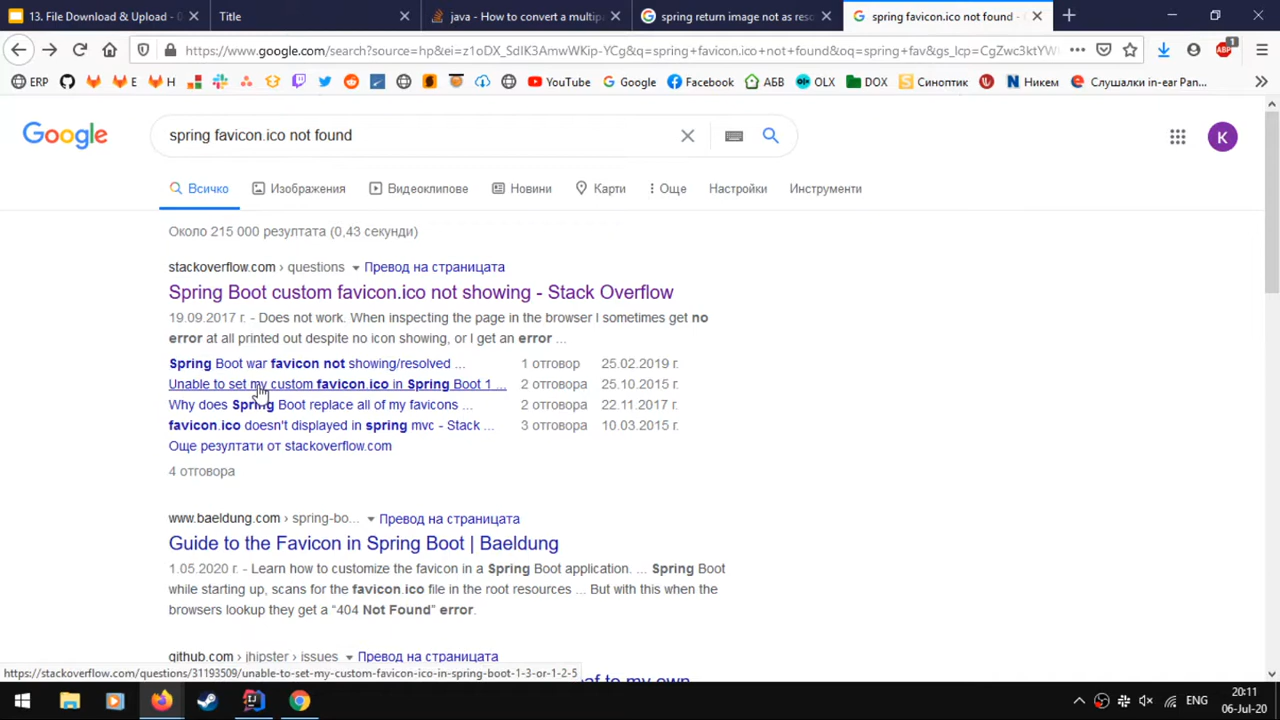 13. File Download & Upload -
Title
java - How to convert a multipa
spring return image not as reso
spring favicon.ico not found -
https://www.google.com/search?source=hp&ei=z1oDX_SdIK3AmwWKip-YCg&q=spring+favicon.ico+not+found&oq=spring+fav&gs_lcp=CgZwc3ktYW
1
ERP
E
H
YouTube
Google
Facebook
АБВ
OLX
DOX
Синоптик
Никем
Слушалки in-ear Pan...
Google
spring favicon.ico not found
K
Всичко
Изображения
Видеоклипове
Новини
Карти
Още
Настройки
Инструменти
Около 215 000 резултата (0,43 секунди)
stackoverflow.com › questions
Превод на страницата
Spring Boot custom favicon.ico not showing - Stack Overflow
19.09.2017 г. - Does not work. When inspecting the page in the browser I sometimes get no
error at all printed out despite no icon showing, or I get an error ...
Spring Boot war favicon not showing/resolved ... 1 отговор 25.02.2019 г.
Unable to set my custom favicon.ico in Spring Boot 1 ... 2 отговора 25.10.2015 г.
Why does Spring Boot replace all of my favicons ... 2 отговора 22.11.2017 г.
favicon.ico doesn't displayed in spring mvc - Stack ... 3 отговора 10.03.2015 г.
Още резултати от stackoverflow.com
4 отговора
www.baeldung.com › spring-bo...
Превод на страницата
Guide to the Favicon in Spring Boot | Baeldung
1.05.2020 г. - Learn how to customize the favicon in a Spring Boot application. ... Spring Boot
while starting up, scans for the favicon.ico file in the root resources ... But with this when the
browsers lookup they get a “404 Not Found” error.
github.com › jhipster › issues
Превод на страницата
to my own
https://stackoverflow.com/questions/31193509/unable-to-set-my-custom-favicon-ico-in-spring-boot-1-3-or-1-2-5
ENG
20:11
06-Jul-20